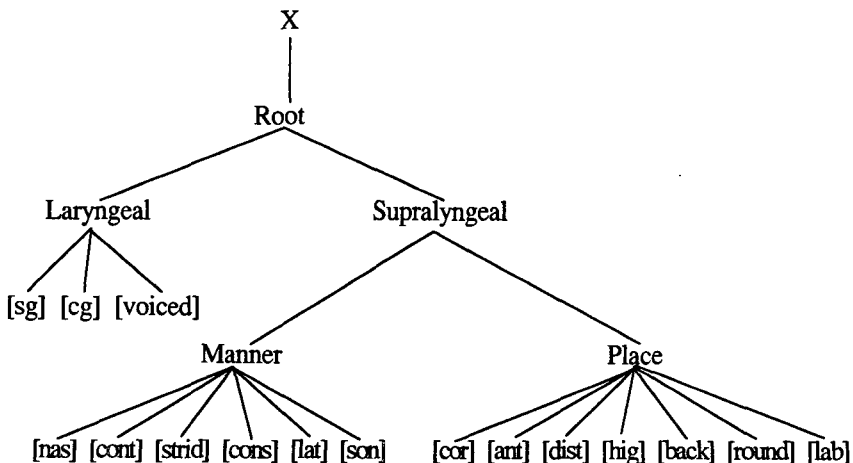 X
Root
Laryngeal Supralyngeal
[sg] [cg] [voiced]
Manner Place
[nas] [cont] [strid] [cons] [lat] [son] [cor] [ant] [dist] [hig] [back] [round] [lab]